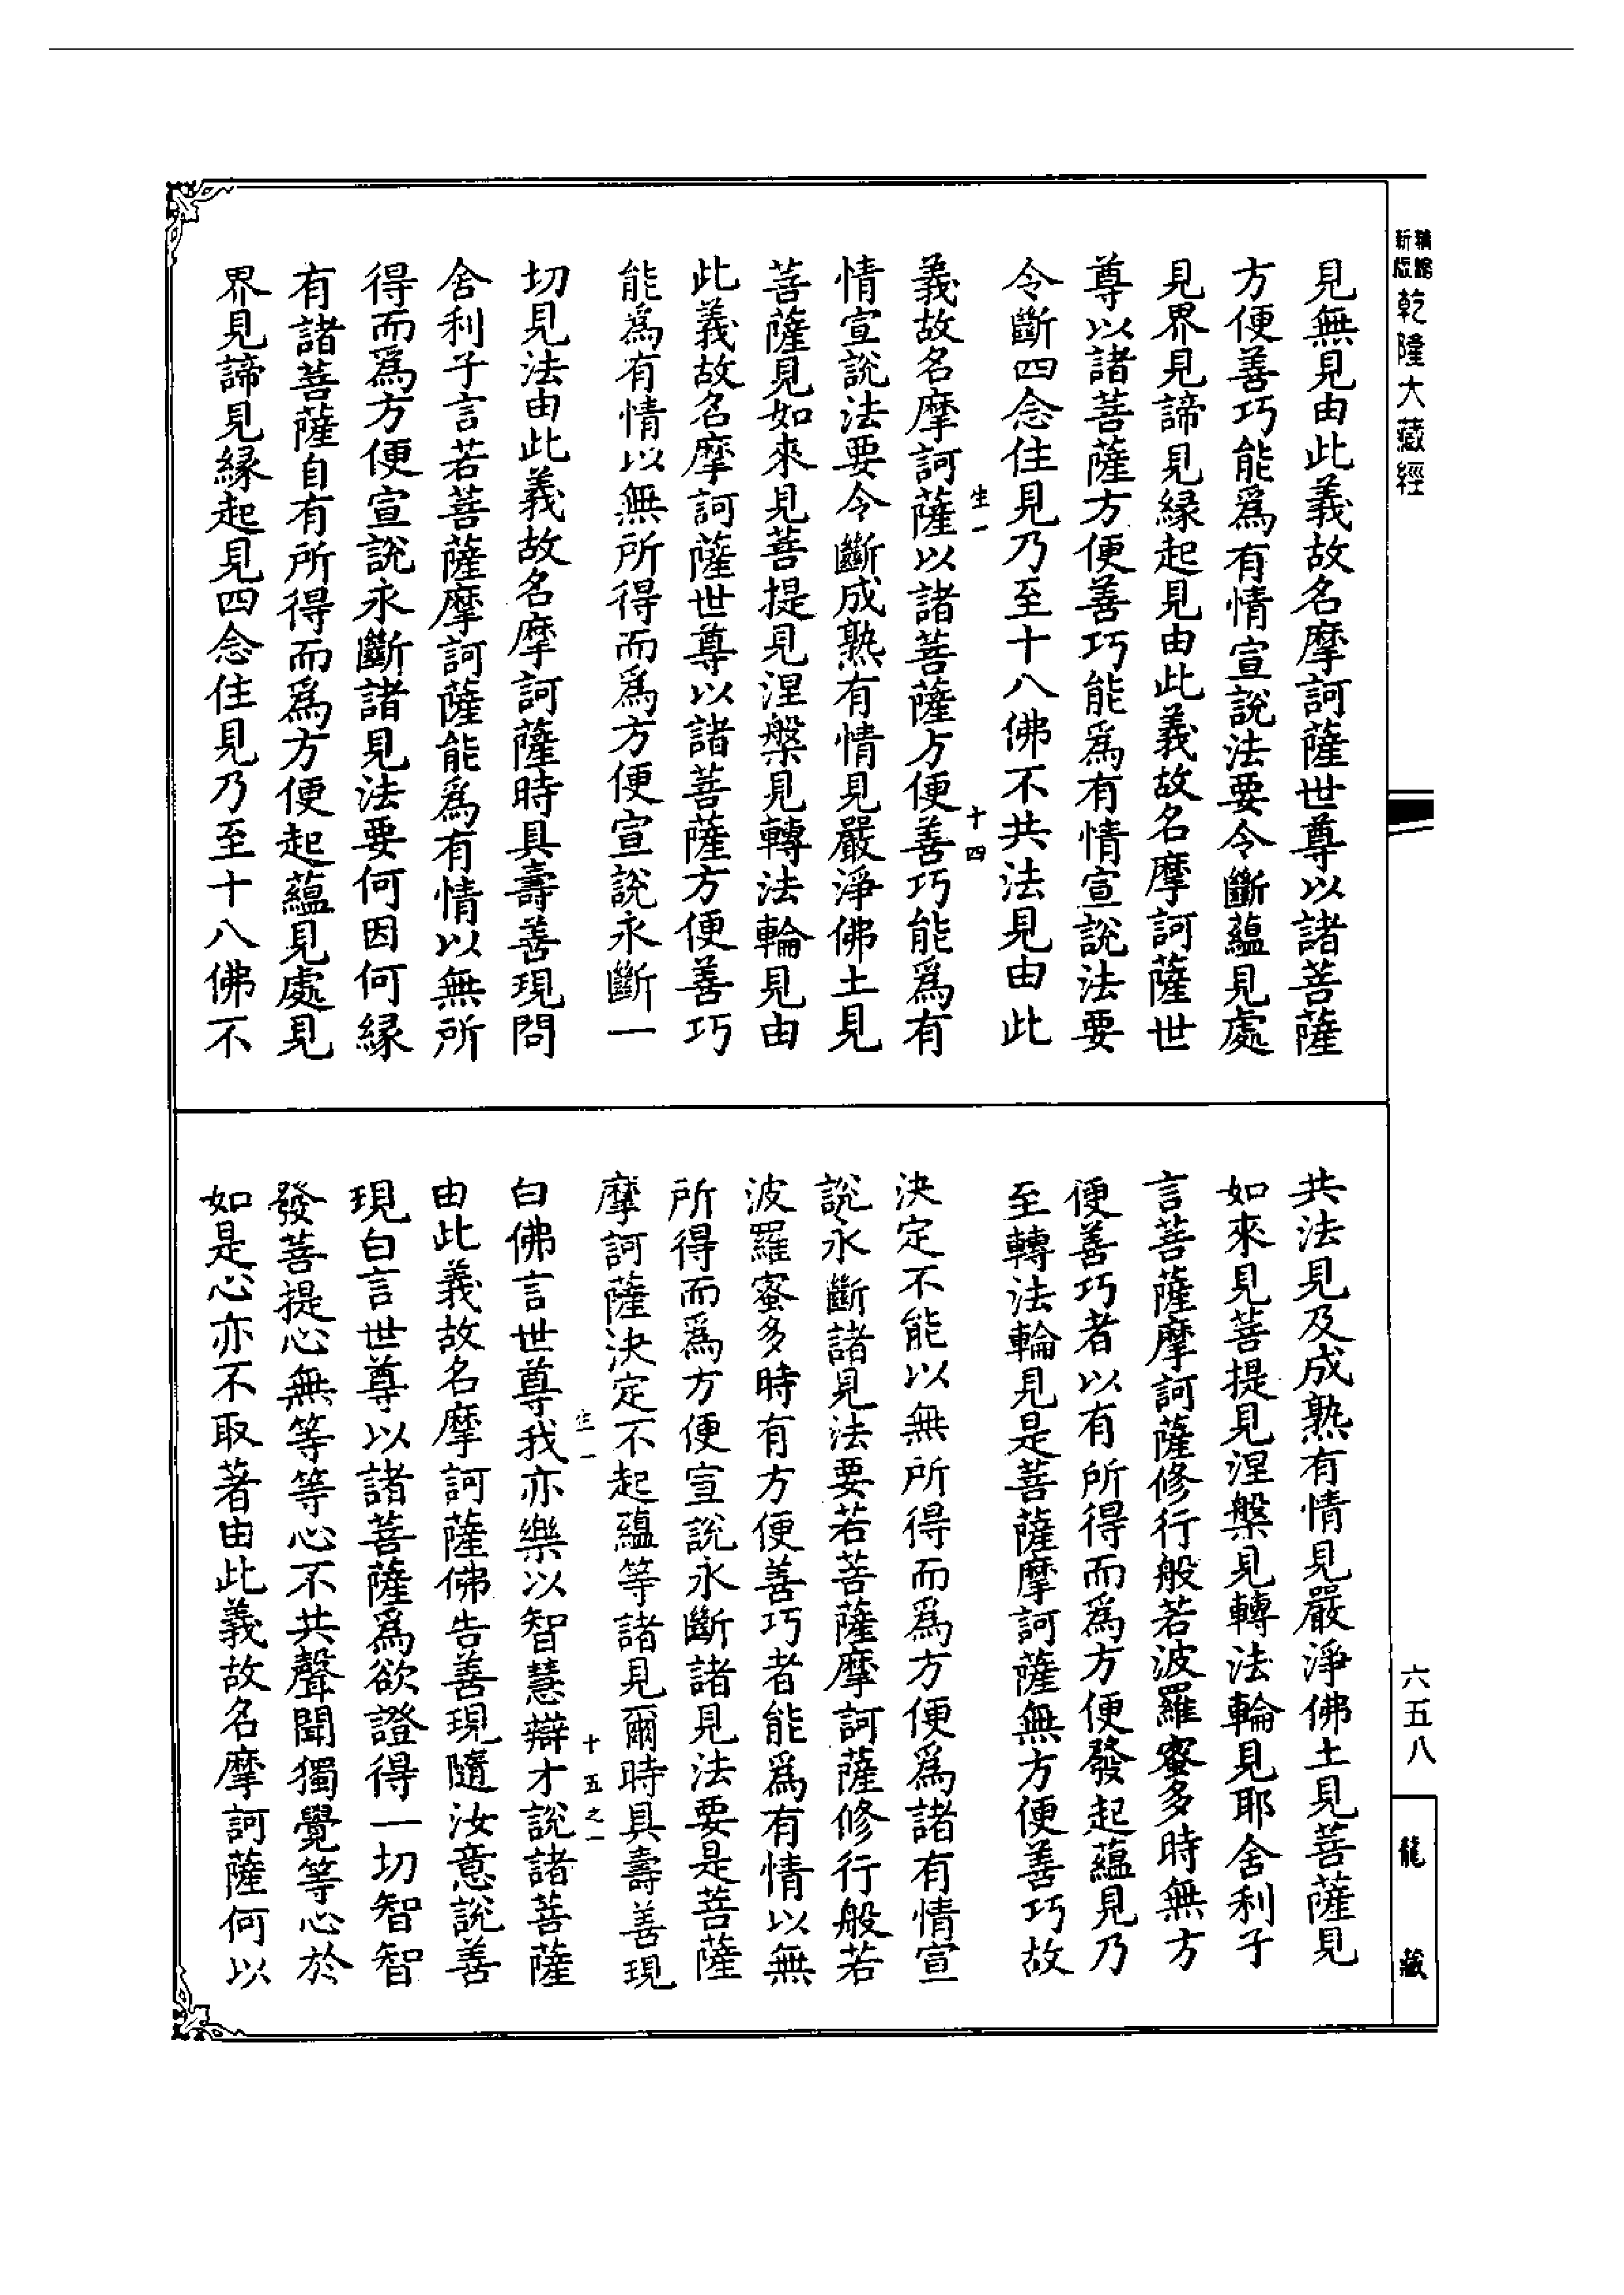 新版
精編
乾隆大藏經
見無見由此義故名摩訶薩世尊以諸菩薩
方便善巧能爲有情宣說法要令斷蘊見處
見界見諦見緣起見由此義故名摩訶薩世
尊以諸菩薩方便善巧能爲有情宣說法要
令斷四念住見乃至十八佛不共法見由此
生一
十四
義故名摩訶薩以諸菩薩方便善巧能爲有
情宣說法要令斷成熟有情見嚴淨佛土見
菩薩見如來見菩提見涅槃見轉法輪見由
此義故名摩訶薩世尊以諸菩薩方便善巧
能爲有情以無所得而爲方便宣說永斷一
切見法由此義故名摩訶薩時具壽善現問
舍利子言若菩薩摩訶薩能爲有情以無所
得而爲方便宣說永斷諸見法要何因何緣
有諸菩薩自有所得而爲方便起蘊見處見
界見諦見緣起見四念住見乃至十八佛不
共法見及成熟有情見嚴淨佛土見菩薩見
如來見菩提見涅槃見轉法輪見耶舍利子
言菩薩摩訶薩修行般若波羅蜜多時無方
便善巧者以有所得而爲方便發起蘊見乃
至轉法輪見是菩薩摩訶薩無方便善巧故
決定不能以無所得而爲方便爲諸有情宣
說永斷諸見法要若菩薩摩訶薩修行般若
波羅蜜多時有方便善巧者能爲有情以無
所得而爲方便宣說永斷諸見法要是菩薩
摩訶薩決定不起蘊等諸見爾時具壽善現
生一
十五之一
白佛言世尊我亦樂以智慧辯才說諸菩薩
由此義故名摩訶薩佛告善現隨汝意說善
現白言世尊以諸菩薩爲欲證得一切智智
發菩提心無等等心不共聲聞獨覺等心於
如是心亦不取著由此義故名摩訶薩何以
六五八
龍藏